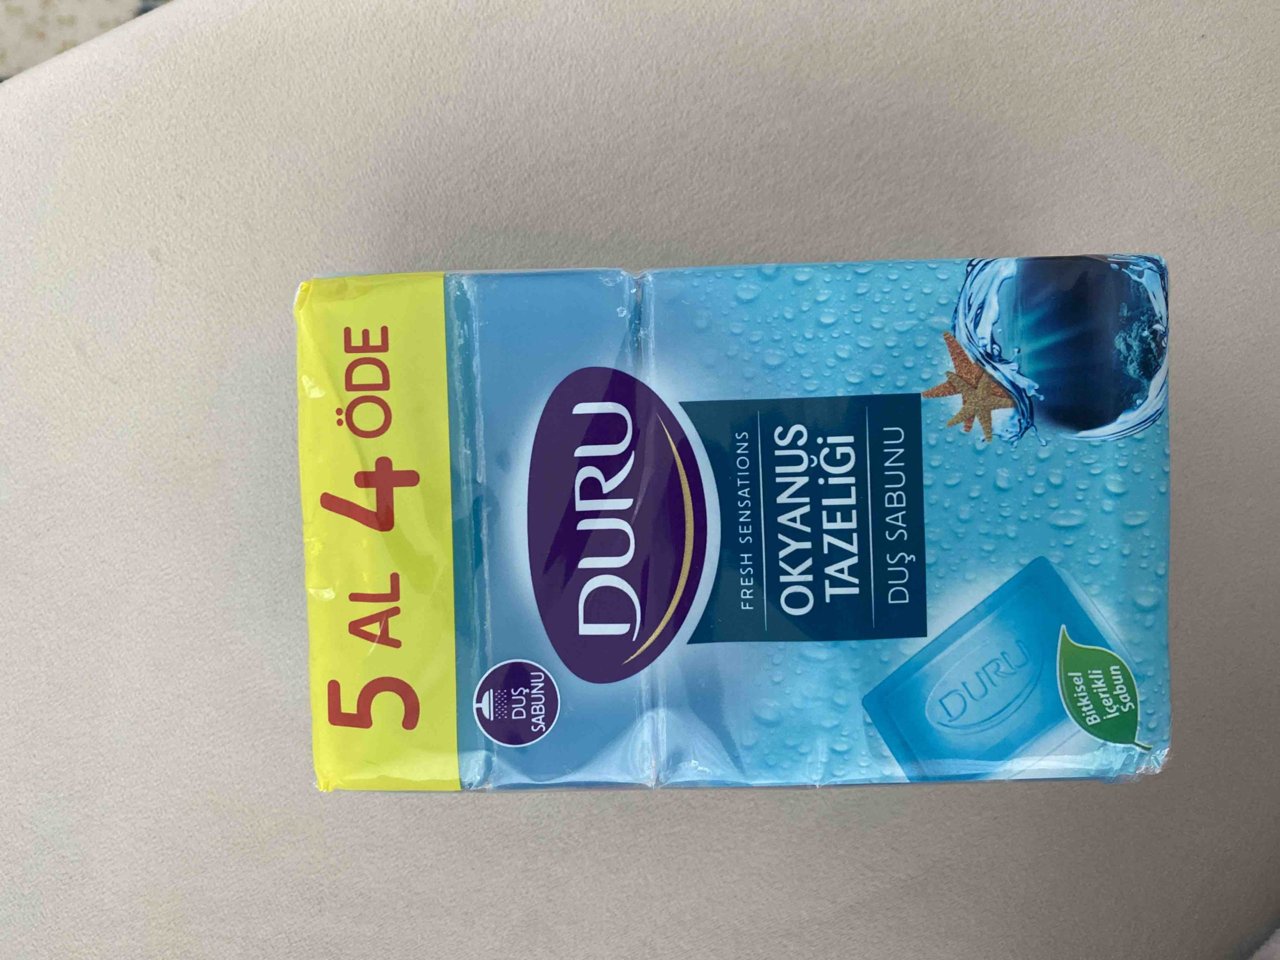 5 AL 4 ÖDE
DUŞ
SABUNU
DURU
FRESH SENSATIONS
OKYANUS
TAZELİĞİ
DUŞ SABUNU
DURU
Bitkisel
İçerikli
Sabun